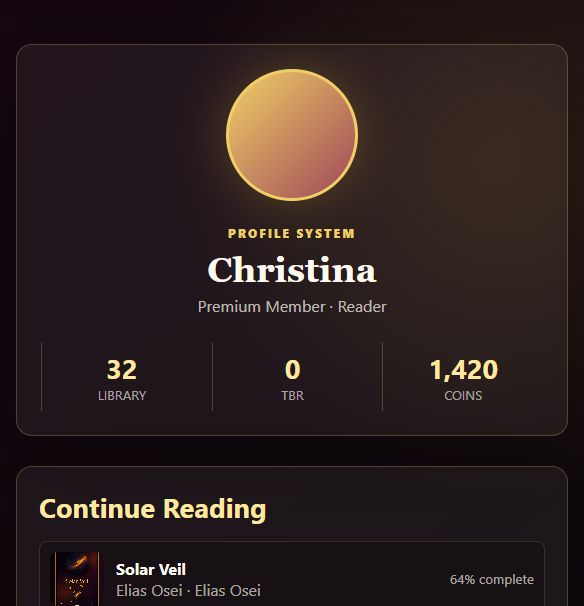 PROFILE SYSTEM
Christina
Premium Member · Reader
32
LIBRARY
0
TBR
1,420
COINS
Continue Reading
Solar Veil
Elias Osei · Elias Osei
64% complete